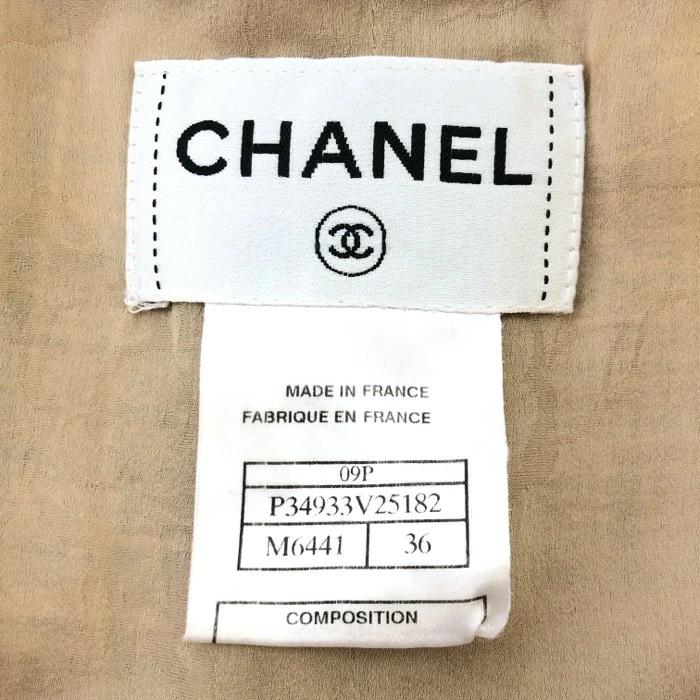 CHANEL
MADE IN FRANCE
FABRIQUE EN FRANCE
09P
P34933V25182
M6441 36
COMPOSITION